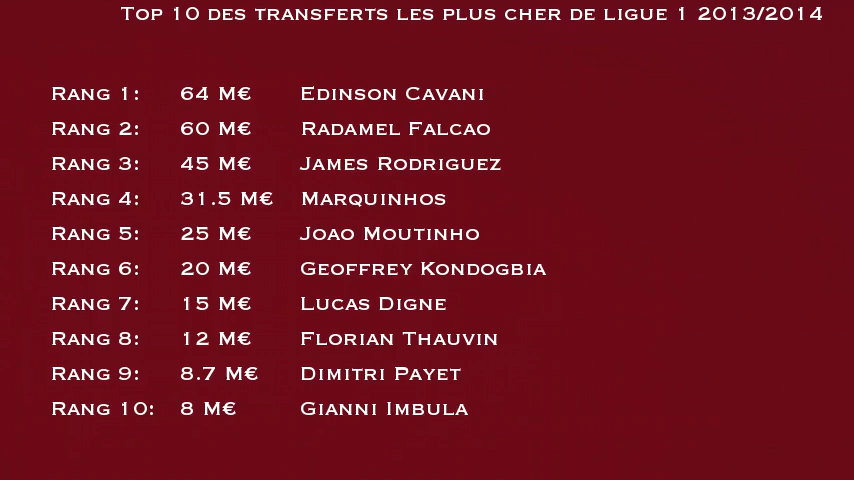 Top 10 des transferts les plus cher de ligue 1 2013/2014
Rang 1: 64 M€ Edinson Cavani
Rang 2: 60 M€ Radamel Falcao
Rang 3: 45 M€ James Rodriguez
Rang 4: 31.5 M€ Marquinhos
Rang 5: 25 M€ Joao Moutinho
Rang 6: 20 M€ Geoffrey Kondogbia
Rang 7: 15 M€ Lucas Digne
Rang 8: 12 M€ Florian Thauvin
Rang 9: 8.7 M€ Dimitri Payet
Rang 10: 8 M€ Gianni Imbula